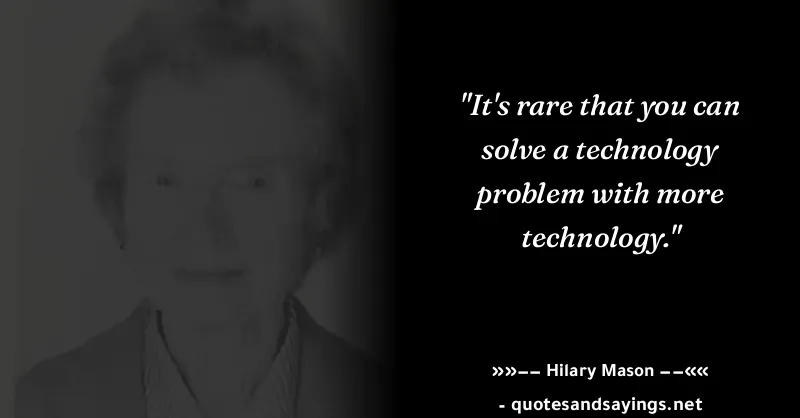 "It's rare that you can
solve a technology
problem with more
technology."
»»—— Hilary Mason ——««
- quotesandsayings.net